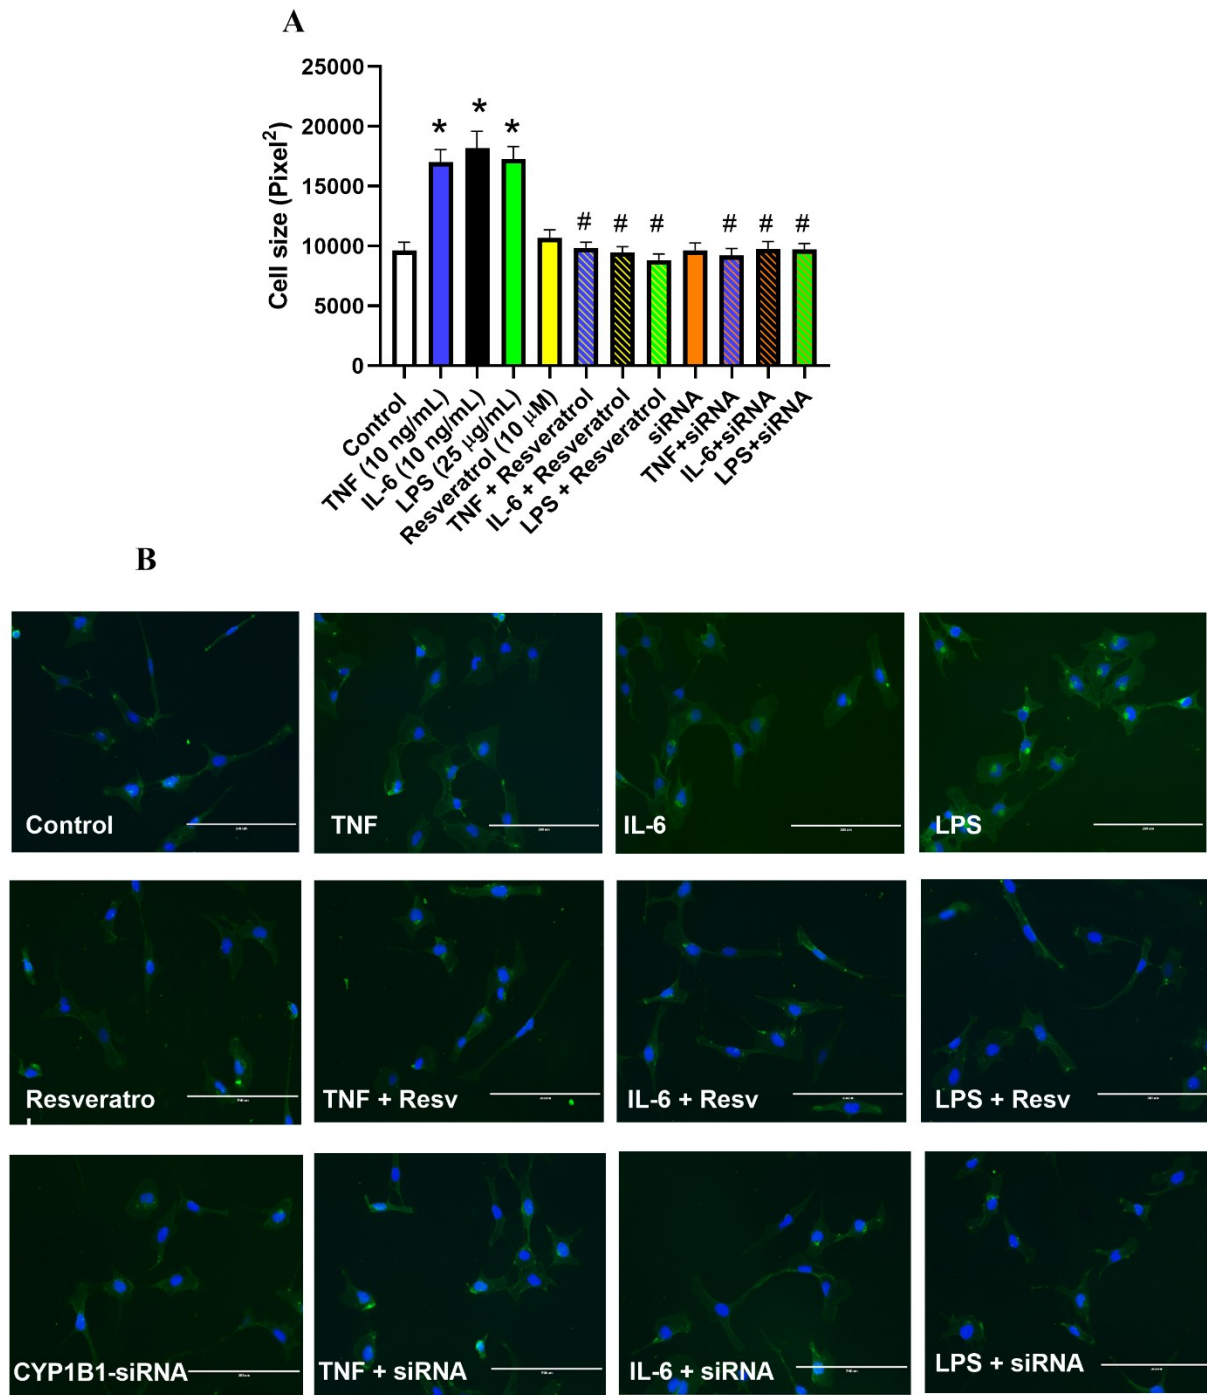 A
25000
20000
15000
10000
5000
0
Cell size (Pixel²)
* * *
# # # # # #
Control
TNF (10 ng/mL)
IL-6 (10 ng/mL)
LPS (25 µg/mL)
Resveratrol (10 µM)
TNF + Resveratrol
IL-6 + Resveratrol
LPS + Resveratrol
siRNA
TNF+siRNA
IL-6+siRNA
LPS+siRNA
B
Control
TNF
IL-6
LPS
Resveratro
TNF + Resv
IL-6 + Resv
LPS + Resv
CYP1B1-siRNA
TNF + siRNA
IL-6 + siRNA
LPS + siRNA